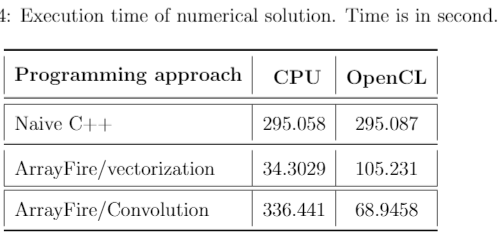 4: Execution time of numerical solution. Time is in second.
Programming approach CPU OpenCL
Naive C++ 295.058 295.087
ArrayFire/vectorization 34.3029 105.231
ArrayFire/Convolution 336.441 68.9458